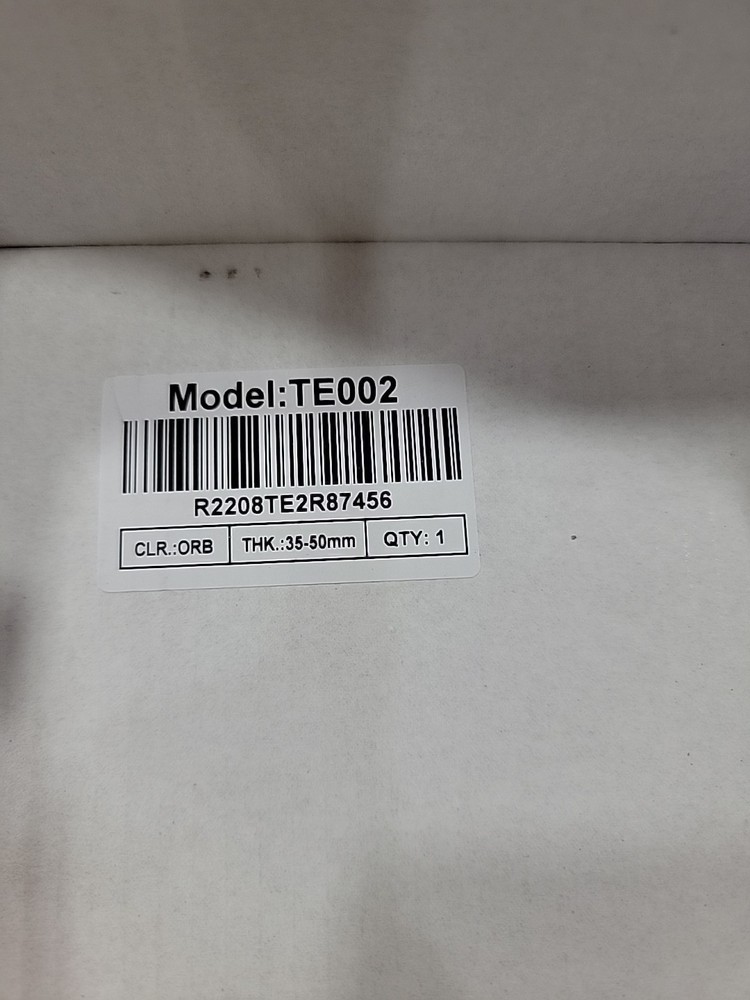 Model:TE002
R2208TE2R87456
CLR.:ORB THK.:35-50mm QTY: 1